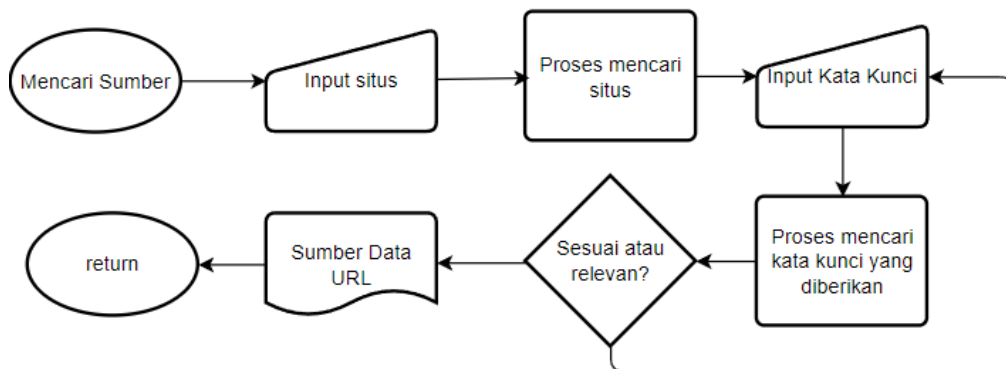 Mencari Sumber
Input situs
Proses mencari
situs
Input Kata Kunci
Proses mencari
kata kunci yang
diberikan
Sesuai atau
relevan?
Sumber Data
URL
return